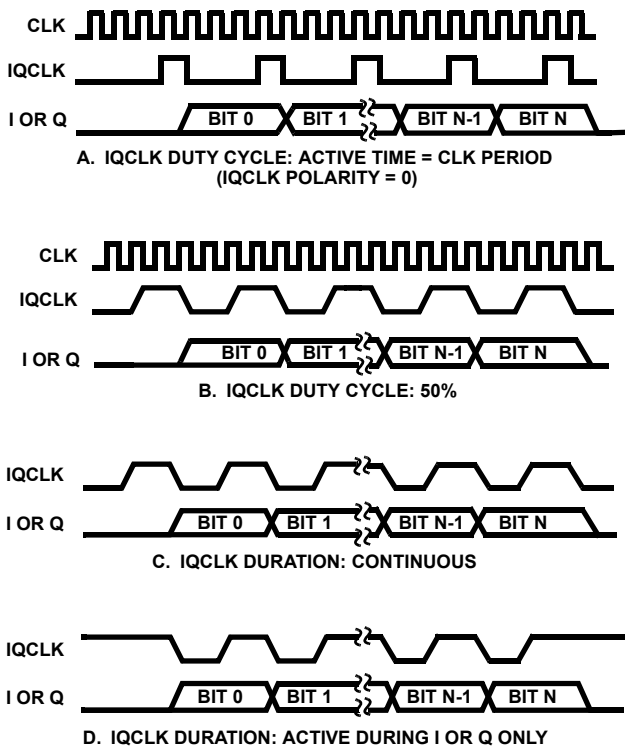 CLK
IQCLK
I OR Q BIT 0 BIT 1 BIT N-1 BIT N
A. IQCLK DUTY CYCLE: ACTIVE TIME = CLK PERIOD
(IQCLK POLARITY = 0)
CLK
IQCLK
I OR Q BIT 0 BIT 1 BIT N-1 BIT N
B. IQCLK DUTY CYCLE: 50%
IQCLK
I OR Q BIT 0 BIT 1 BIT N-1 BIT N
C. IQCLK DURATION: CONTINUOUS
IQCLK
I OR Q BIT 0 BIT 1 BIT N-1 BIT N
D. IQCLK DURATION: ACTIVE DURING I OR Q ONLY